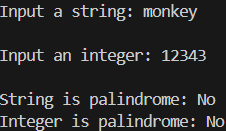 Input a string: monkey
Input an integer: 12343
String is palindrome: No
Integer is palindrome: No